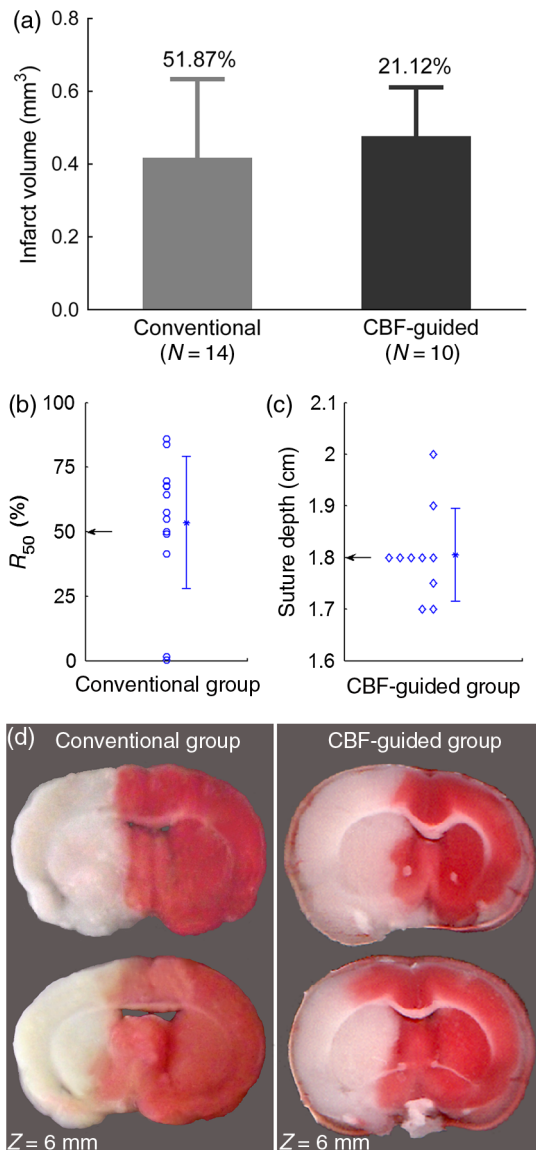 (a)
0.8
0.6
0.4
0.2
0.0
Infarct volume (mm³)
51.87%
21.12%
Conventional
(N = 14)
CBF-guided
(N = 10)
(b)
100
75
50
25
0
R₅₀ (%)
Conventional group
(c)
2.1
2
1.9
1.8
1.7
1.6
Suture depth (cm)
CBF-guided group
(d)
Conventional group
CBF-guided group
Z = 6 mm
Z = 6 mm